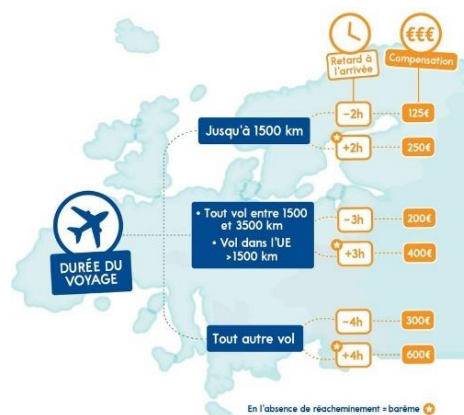 €€€
Retard à
l'arrivée
Compensation
Jusqu'à 1500 km
-2h
125€
+2h
250€
• Tout vol entre 1500
et 3500 km
• Vol dans l'UE
>1500 km
-3h
200€
+3h
400€
DURÉE DU
VOYAGE
Tout autre vol
-4h
300€
+4h
600€
En l'absence de réacheminement = barème